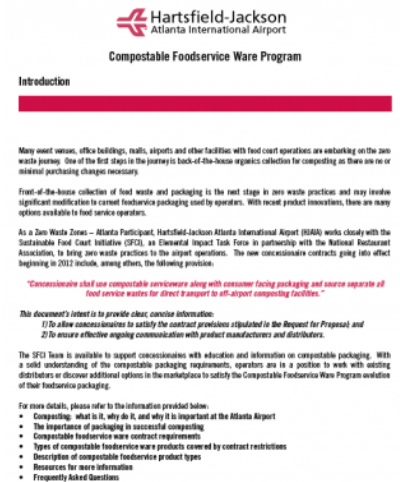 Hartsfield-Jackson
Atlanta International Airport
Compostable Foodservice Ware Program
Introduction
Many event venues, office buildings, malls, airports and other facilities with food court operations are embarking on the zero
waste journey. One of the first steps in the journey is back-of-the-house organics collection for composting as there are no or
minimal purchasing changes necessary.
Front-of-the-house collection of food waste and packaging is the next stage in zero waste practices and may involve
significant modification to current foodservice packaging used by operators. With recent product innovations, there are many
options available to food service operators.
As a Zero Waste Zones – Atlanta Participant, Hartsfield-Jackson Atlanta International Airport (HJAIA) works closely with the
Sustainable Food Court Initiative (SFCI), an Elemental Impact Task Force in partnership with the National Restaurant
Association, to bring zero waste practices to the airport operations. The new concessionaire contracts going into effect
beginning in 2012 include, among others, the following provision:
"Concessionaire shall use compostable serviceware along with consumer facing packaging and source separate all
food service wastes for direct transport to off-airport composting facilities."
This document's intent is to provide clear, concise information:
1) To allow concessionaires to satisfy the contract provisions stipulated in the Request for Proposal; and
2) To ensure effective ongoing communication with product manufacturers and distributors.
The SFCI Team is available to support concessionaires with education and information on compostable packaging. With
a solid understanding of the compostable packaging requirements, operators are in a position to work with existing
distributors or discover additional options in the marketplace to satisfy the Compostable Foodservice Ware Program evolution
of their foodservice packaging.
For more details, please refer to the information provided below:
• Composting: what is it, why do it, and why it is important at the Atlanta Airport
• The importance of packaging in successful composting
• Compostable foodservice ware contract requirements
• Types of compostable foodservice ware products covered by contract restrictions
• Description of compostable foodservice product types
• Resources for more information
• Frequently Asked Questions